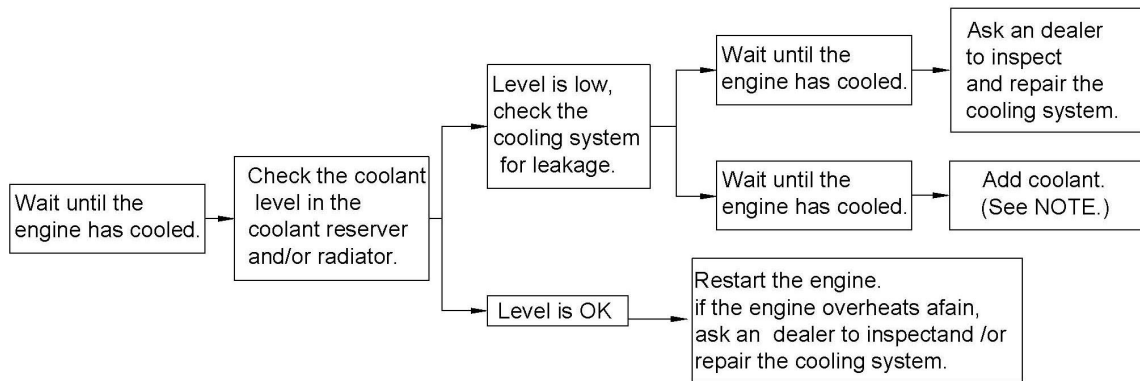 Wait until the
engine has cooled.
Check the coolant
level in the
coolant reserver
and/or radiator.
Level is low,
check the
cooling system
for leakage.
Wait until the
engine has cooled.
Ask an dealer
to inspect
and repair the
cooling system.
Wait until the
engine has cooled.
Add coolant.
(See NOTE.)
Level is OK
Restart the engine.
if the engine overheats afain,
ask an dealer to inspectand /or
repair the cooling system.